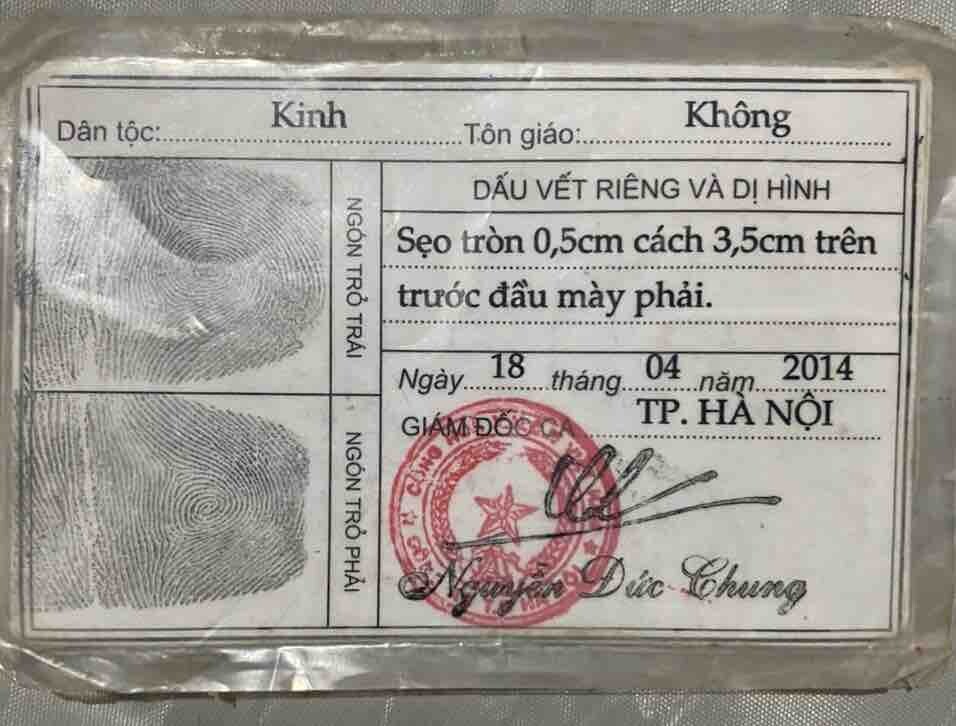 Dân tộc: Kinh Tôn giáo: Không
NGÓN TRỎ TRÁI
DẤU VẾT RIÊNG VÀ DỊ HÌNH
Sẹo tròn 0,5cm cách 3,5cm trên
trước đầu mày phải.
Ngày 18 tháng 04 năm 2014
GIÁM ĐỐC CA TP. HÀ NỘI
NGÓN TRỎ PHẢI
Nguyễn Đức Chung